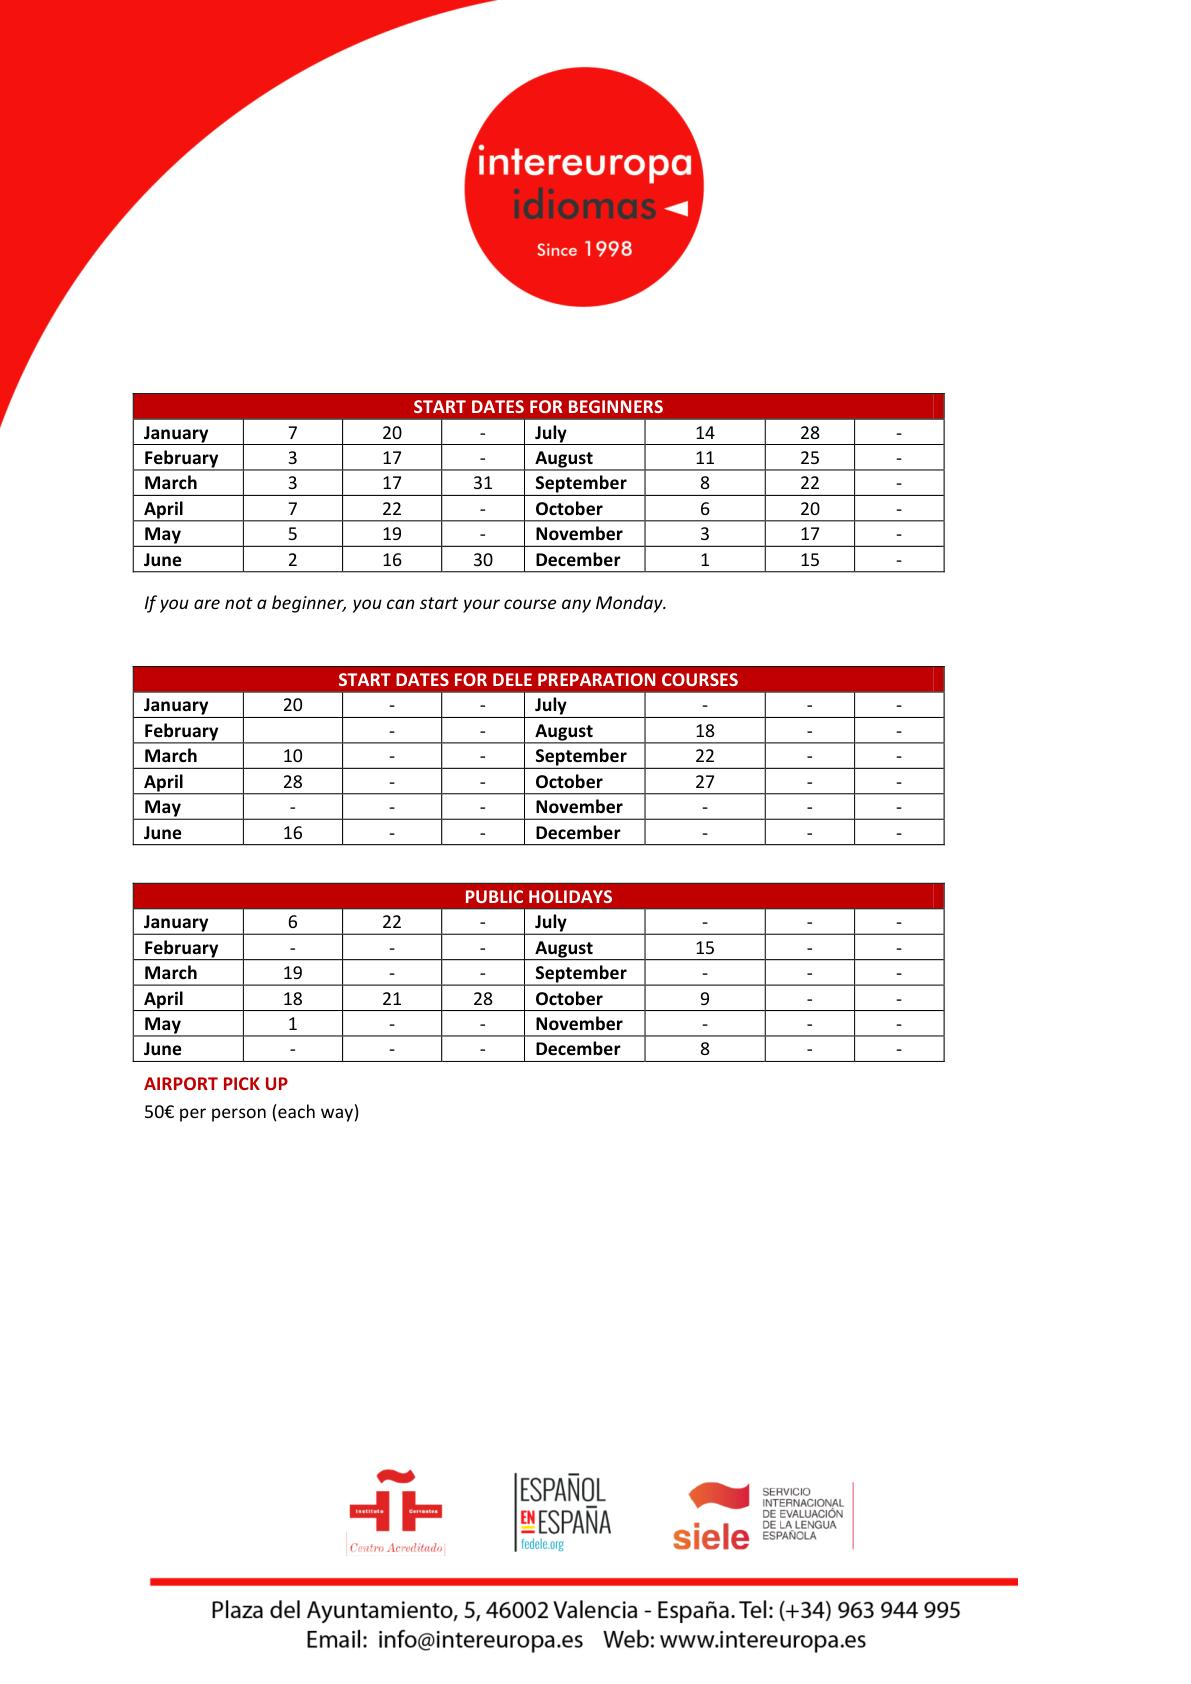 intereuropa
idiomas
Since 1998
START DATES FOR BEGINNERS
January 7 20 - July 14 28 -
February 3 17 - August 11 25 -
March 3 17 31 September 8 22 -
April 7 22 - October 6 20 -
May 5 19 - November 3 17 -
June 2 16 30 December 1 15 -
If you are not a beginner, you can start your course any Monday.
START DATES FOR DELE PREPARATION COURSES
January 20 - - July - - -
February - - August 18 - -
March 10 - - September 22 - -
April 28 - - October 27 - -
May - - - November - - -
June 16 - - December - - -
PUBLIC HOLIDAYS
January 6 22 - July - - -
February - - - August 15 - -
March 19 - - September - - -
April 18 21 28 October 9 - -
May 1 - - November - - -
June - - - December 8 - -
AIRPORT PICK UP
50€ per person (each way)
Instituto Cervantes
Centro Acreditado
ESPAÑOL
EN ESPAÑA
fedele.org
siele
SERVICIO
INTERNACIONAL
DE EVALUACIÓN
DE LA LENGUA
ESPAÑOLA
Plaza del Ayuntamiento, 5, 46002 Valencia - España. Tel: (+34) 963 944 995
Email: info@intereuropa.es Web: www.intereuropa.es